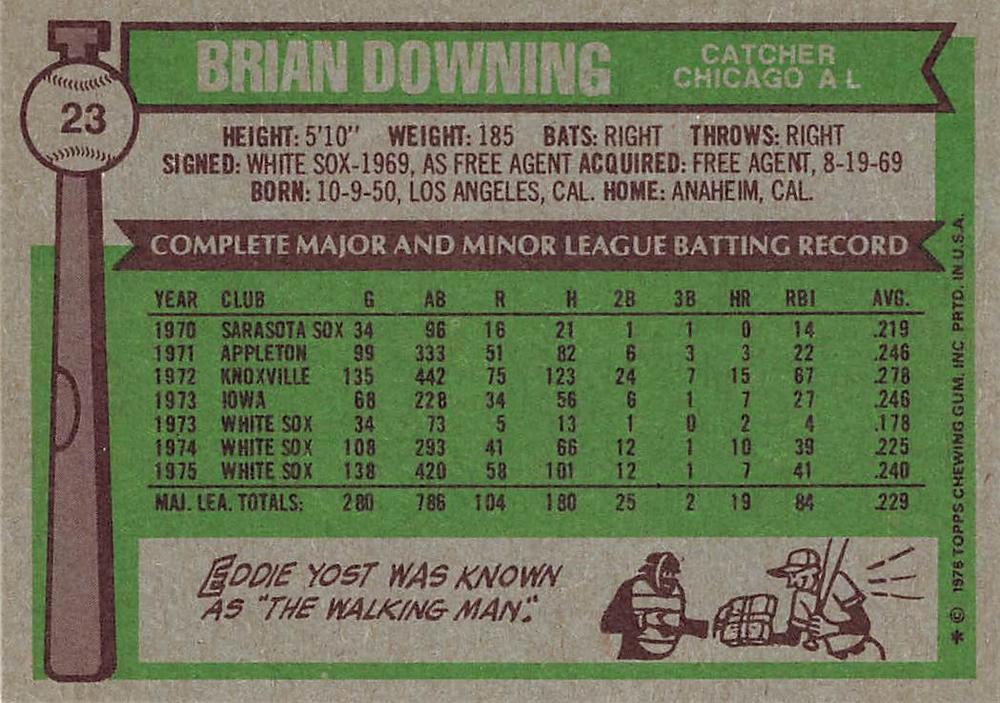 23
BRIAN DOWNING
CATCHER
CHICAGO A L
HEIGHT: 5'10" WEIGHT: 185 BATS: RIGHT THROWS: RIGHT
SIGNED: WHITE SOX-1969, AS FREE AGENT ACQUIRED: FREE AGENT, 8-19-69
BORN: 10-9-50, LOS ANGELES, CAL. HOME: ANAHEIM, CAL.
COMPLETE MAJOR AND MINOR LEAGUE BATTING RECORD
YEAR CLUB G AB R H 2B 3B HR RBI AVG.
1970 SARASOTA SOX 34 96 16 21 1 1 0 14 .219
1971 APPLETON 99 333 51 82 6 3 3 22 .246
1972 KNOXVILLE 135 442 75 123 24 7 15 67 .278
1973 IOWA 68 228 34 56 6 1 7 27 .246
1973 WHITE SOX 34 73 5 13 1 0 2 4 .178
1974 WHITE SOX 108 293 41 66 12 1 10 39 .225
1975 WHITE SOX 138 420 58 101 12 1 7 41 .240
MAJ. LEA. TOTALS: 280 786 104 180 25 2 19 84 .229
EDDIE YOST WAS KNOWN
AS "THE WALKING MAN."
* © 1976 TOPPS CHEWING GUM, INC. PRTD. IN U.S.A.